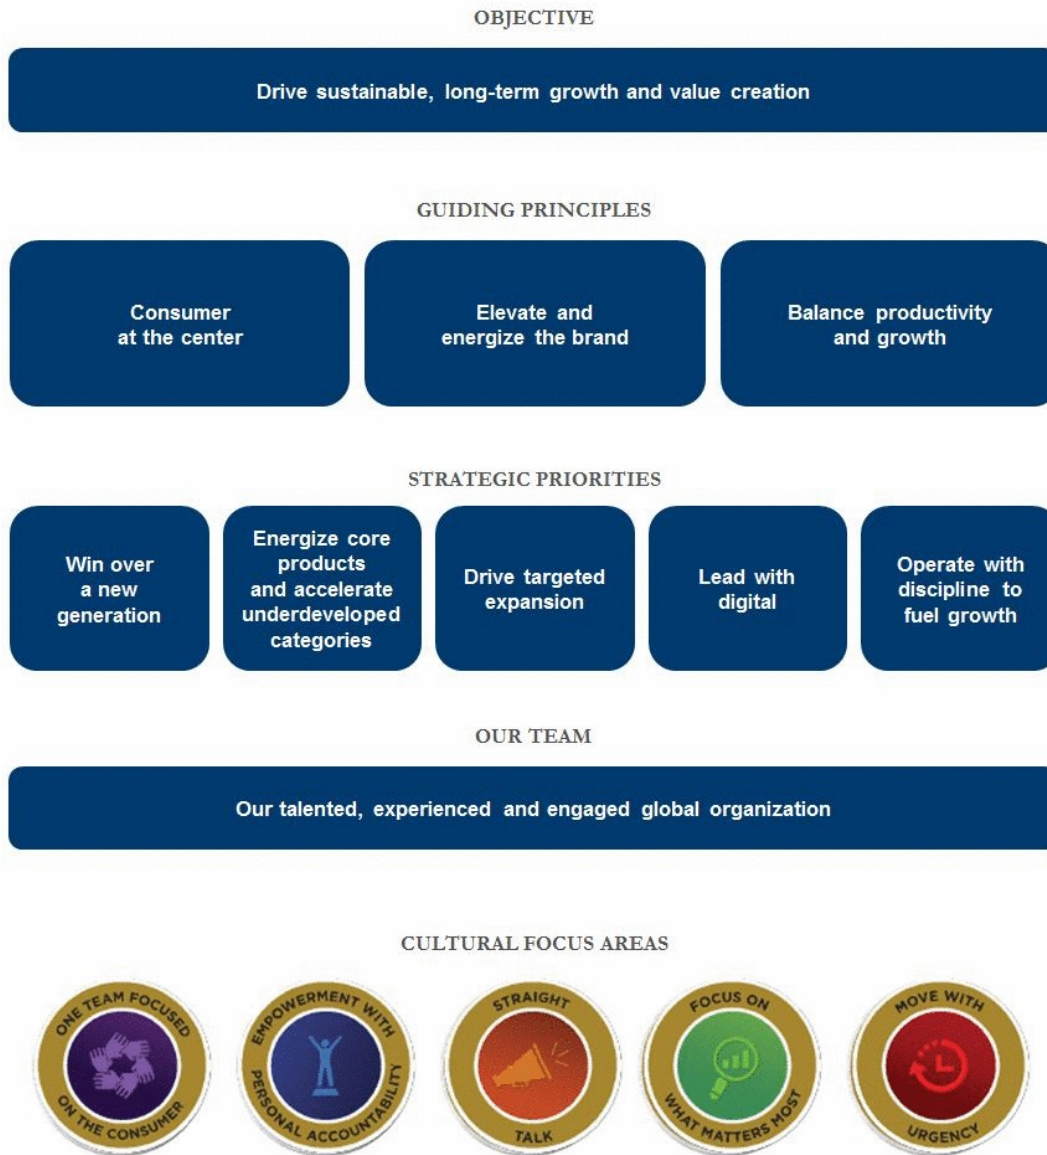 OBJECTIVE
Drive sustainable, long-term growth and value creation
GUIDING PRINCIPLES
Consumer
at the center
Elevate and
energize the brand
Balance productivity
and growth
STRATEGIC PRIORITIES
Win over
a new
generation
Energize core
products
and accelerate
underdeveloped
categories
Drive targeted
expansion
Lead with
digital
Operate with
discipline to
fuel growth
OUR TEAM
Our talented, experienced and engaged global organization
CULTURAL FOCUS AREAS
ONE TEAM FOCUSED
ON THE CONSUMER
EMPOWERMENT WITH
PERSONAL ACCOUNTABILITY
STRAIGHT
TALK
FOCUS ON
WHAT MATTERS MOST
MOVE WITH
URGENCY